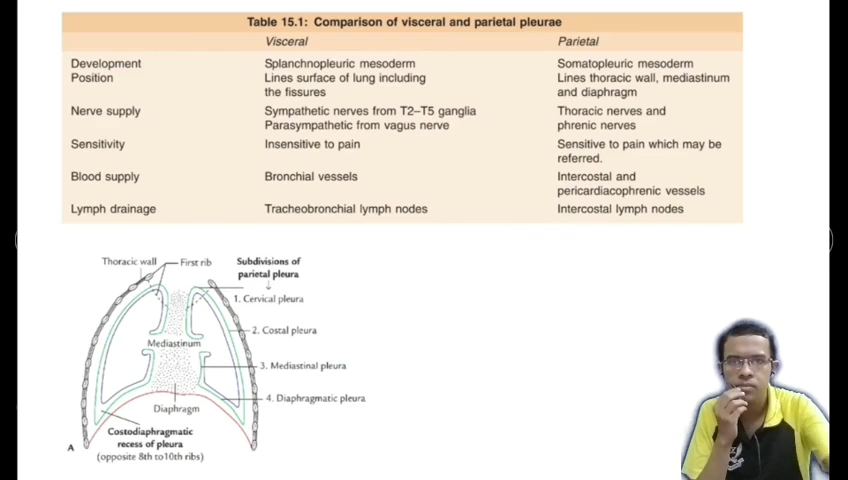 Table 15.1: Comparison of visceral and parietal pleurae
Visceral Parietal
Development Splanchnopleuric mesoderm Somatopleuric mesoderm
Position Lines surface of lung including Lines thoracic wall, mediastinum
the fissures and diaphragm
Nerve supply Sympathetic nerves from T2–T5 ganglia Thoracic nerves and
Parasympathetic from vagus nerve phrenic nerves
Sensitivity Insensitive to pain Sensitive to pain which may be
referred.
Blood supply Bronchial vessels Intercostal and
pericardiacophrenic vessels
Lymph drainage Tracheobronchial lymph nodes Intercostal lymph nodes
Thoracic wall First rib Subdivisions of
parietal pleura
1. Cervical pleura
2. Costal pleura
Mediastinum
3. Mediastinal pleura
4. Diaphragmatic pleura
Diaphragm
Costodiaphragmatic
recess of pleura
A
(opposite 8th to10th ribs)